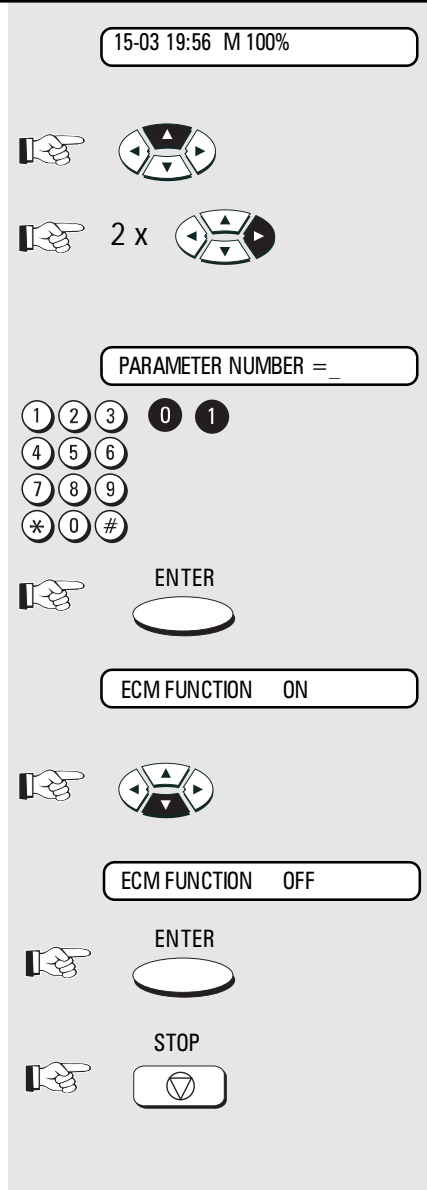 15-03 19:56 M 100%
2 x
PARAMETER NUMBER =_
1 2 3 0 1
4 5 6
7 8 9
* 0 #
ENTER
ECM FUNCTION ON
ECM FUNCTION OFF
ENTER
STOP